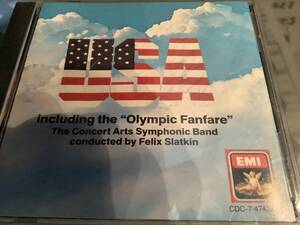 USA
including the "Olympic Fanfare"
The Concert Arts Symphonic Band
conducted by Felix Slatkin
EMI